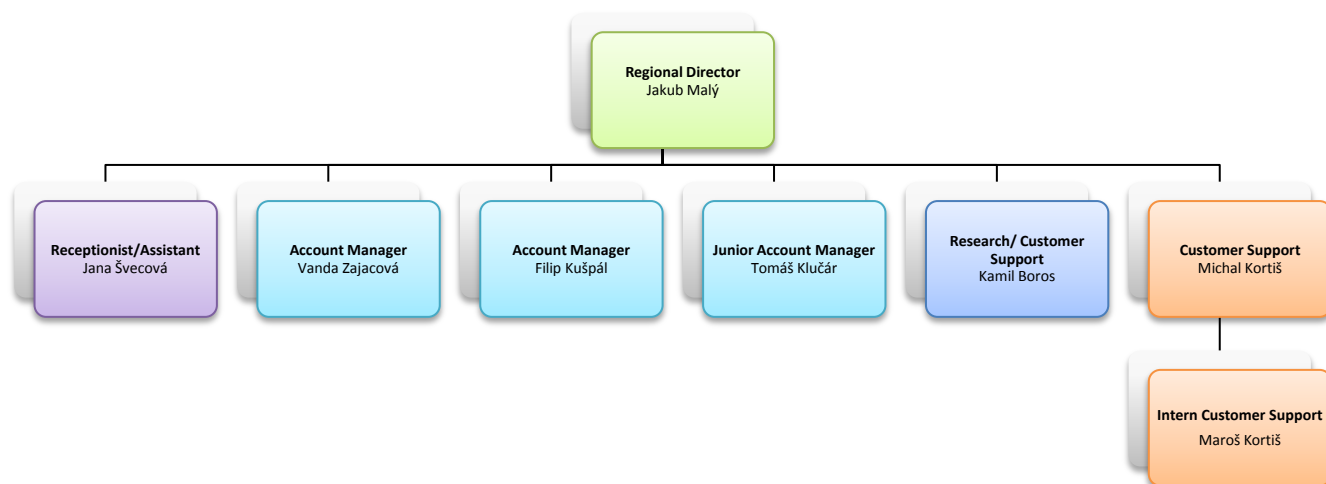 Regional Director
Jakub Malý
Receptionist/Assistant
Jana Švecová
Account Manager
Vanda Zajacová
Account Manager
Filip Kušpál
Junior Account Manager
Tomáš Klučár
Research/ Customer
Support
Kamil Boros
Customer Support
Michal Kortiš
Intern Customer Support
Maroš Kortiš